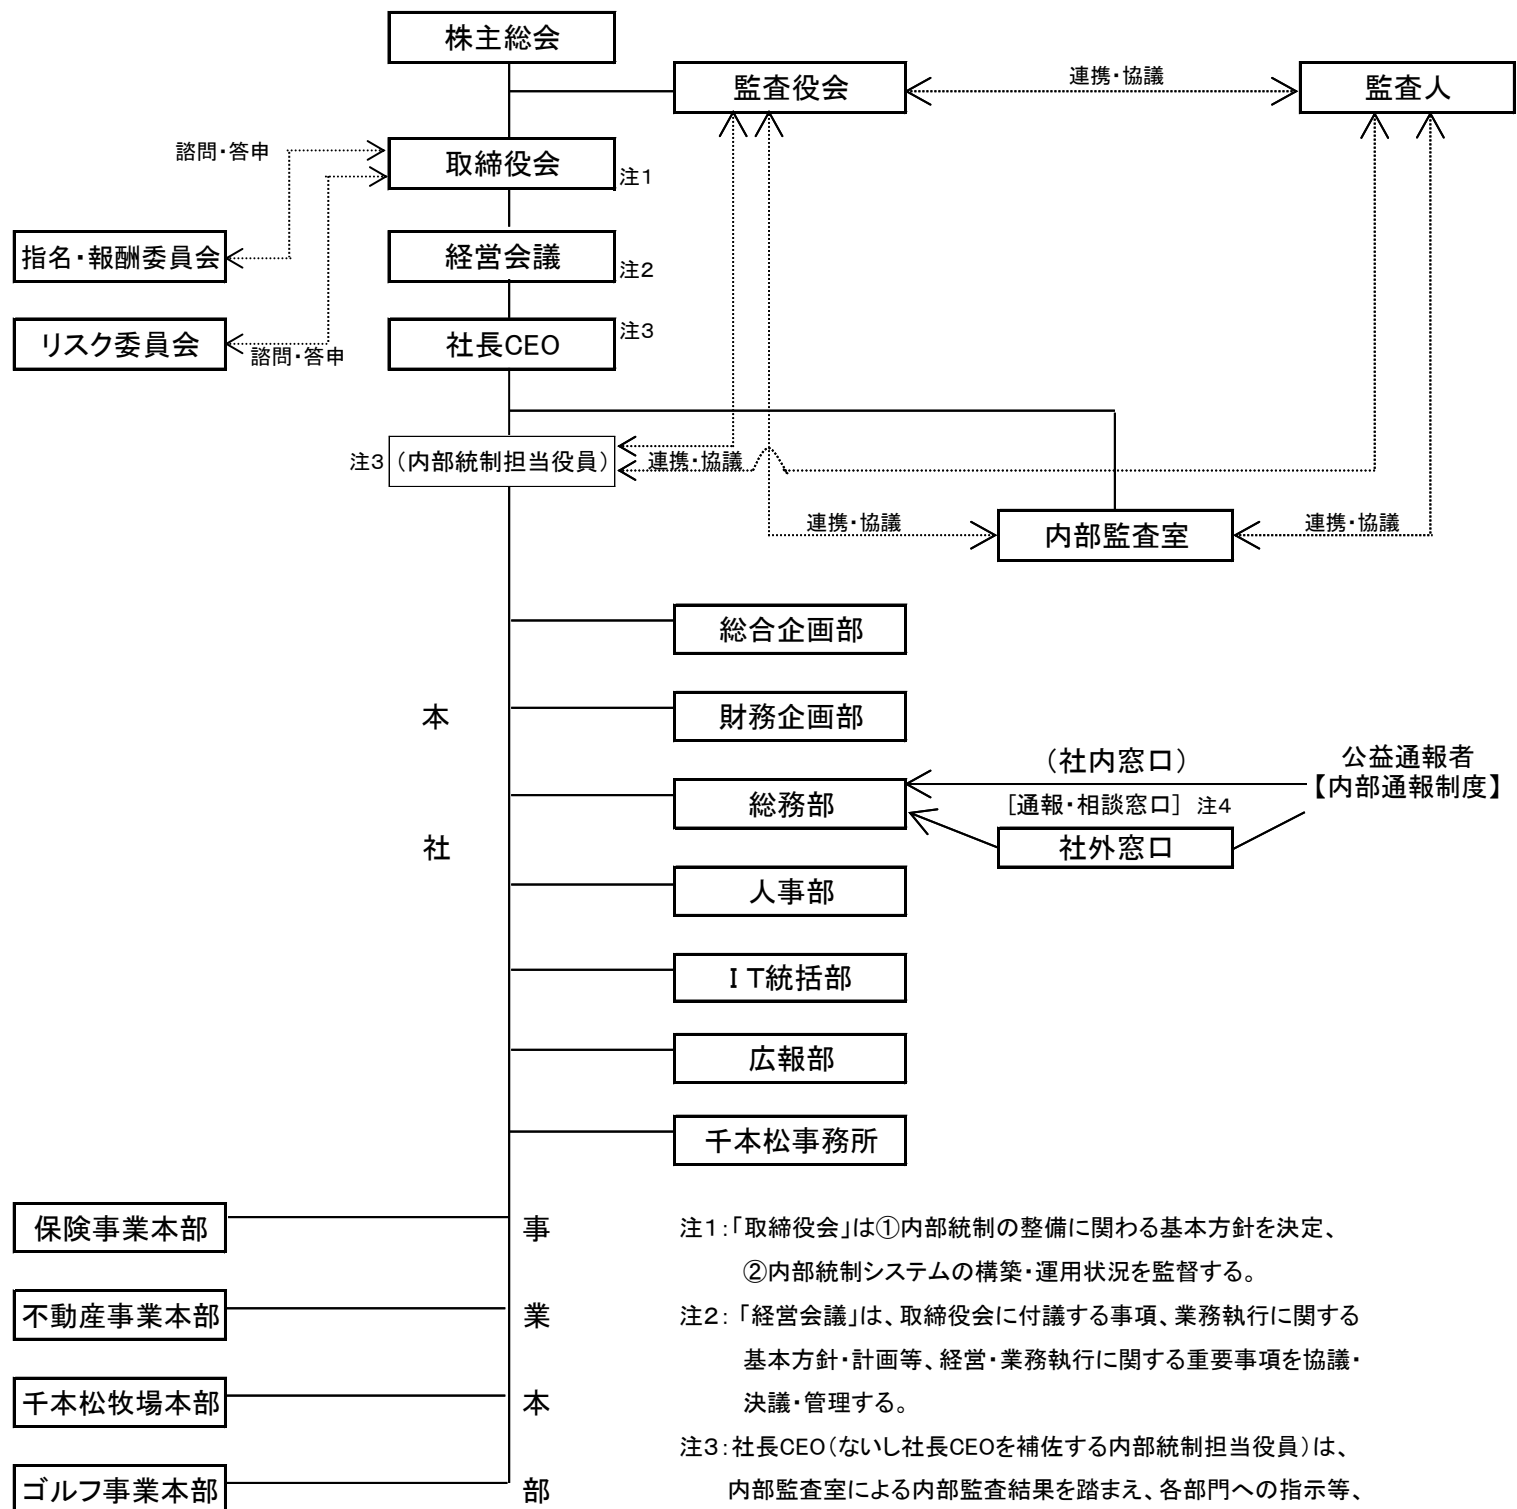 株主総会
監査役会
連携・協議
監査人
諮問・答申
取締役会
注1
指名・報酬委員会
経営会議
注2
リスク委員会
諮問・答申
社長CEO
注3
注3
（内部統制担当役員）
連携・協議
連携・協議
内部監査室
連携・協議
総合企画部
本
財務企画部
（社内窓口）
公益通報者
【内部通報制度】
総務部
［通報・相談窓口］ 注4
社
社外窓口
人事部
ＩＴ統括部
広報部
千本松事務所
保険事業本部
事
不動産事業本部
業
千本松牧場本部
本
ゴルフ事業本部
部
注1：「取締役会」は①内部統制の整備に関わる基本方針を決定、
②内部統制システムの構築・運用状況を監督する。
注2：「経営会議」は、取締役会に付議する事項、業務執行に関する
基本方針・計画等、経営・業務執行に関する重要事項を協議・
決議・管理する。
注3：社長CEO（ないし社長CEOを補佐する内部統制担当役員）は、
内部監査室による内部監査結果を踏まえ、各部門への指示等、